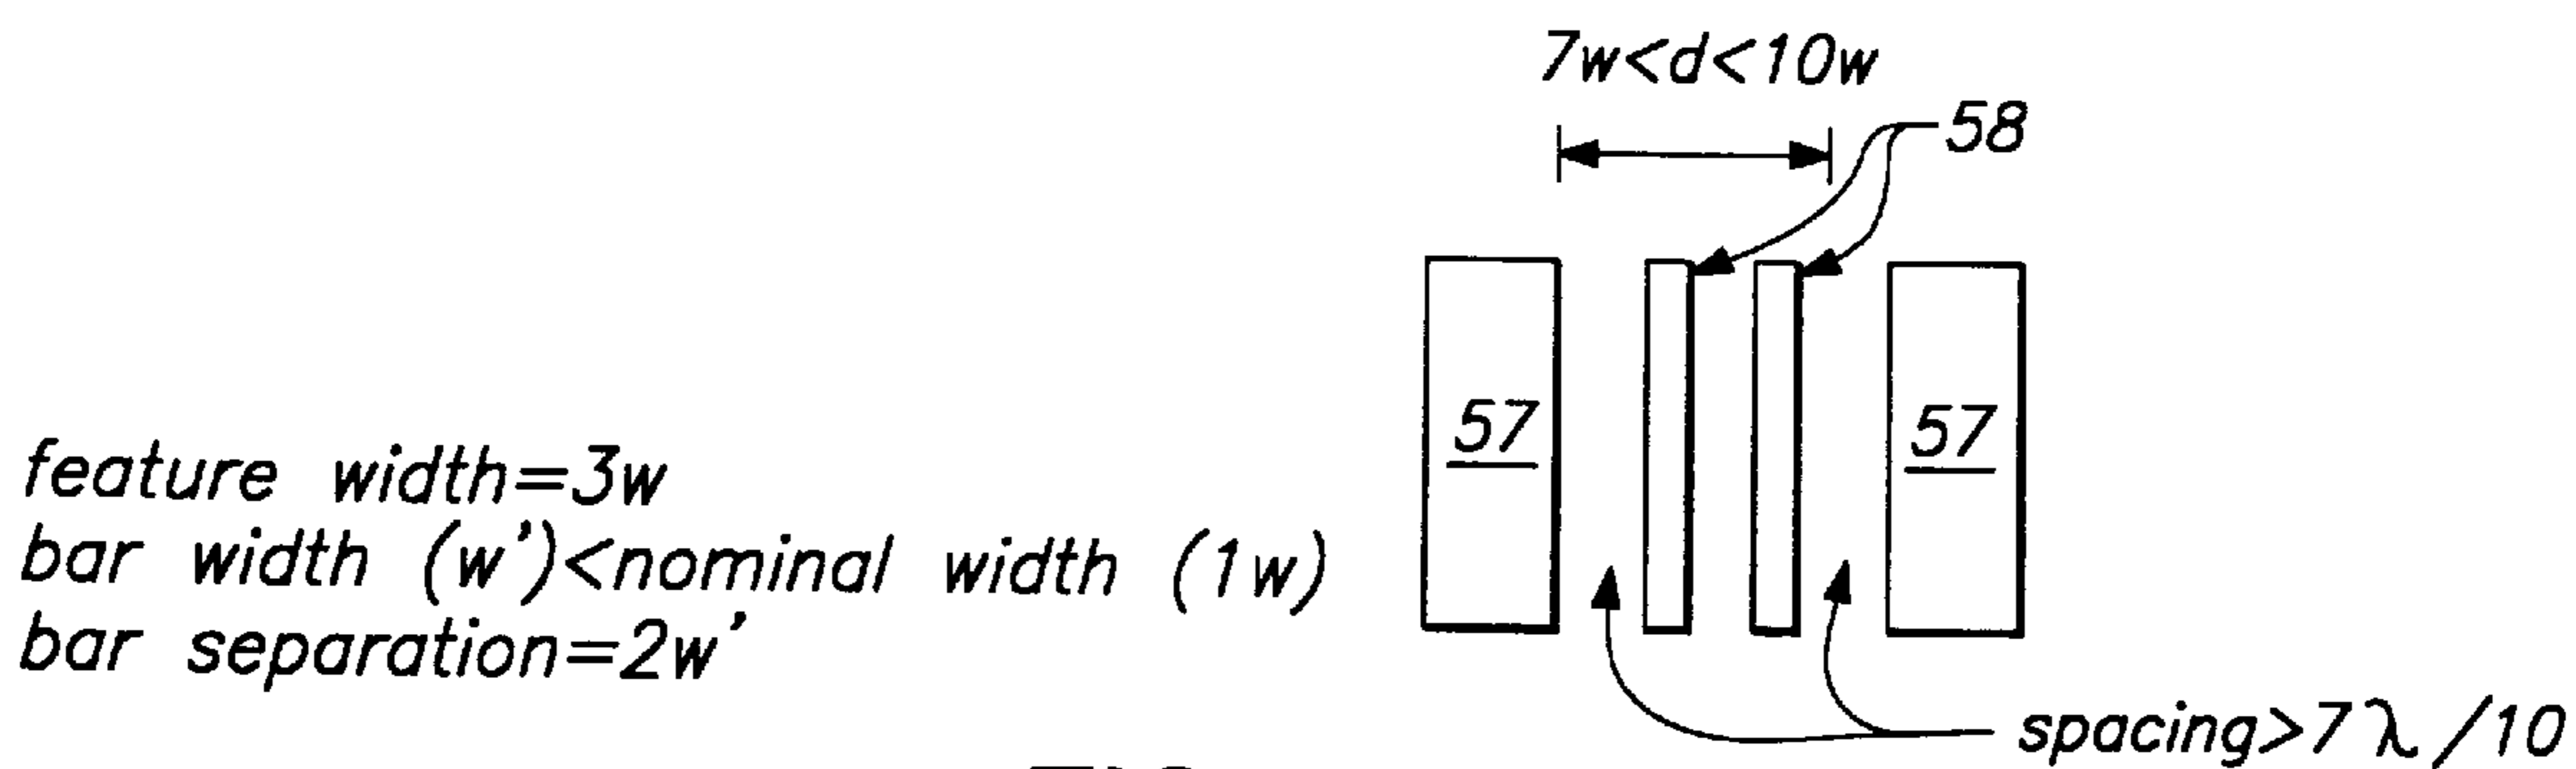 7w<d<10w
58
57
57
feature width=3w
bar width (w')<nominal width (1w)
bar separation=2w'
spacing>7λ/10